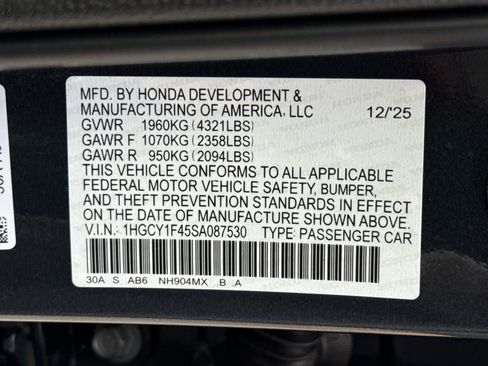 MFD. BY HONDA DEVELOPMENT &
MANUFACTURING OF AMERICA, LLC 12/'25
GVWR 1960KG (4321LBS)
GAWR F 1070KG (2358LBS)
GAWR R 950KG (2094LBS)
THIS VEHICLE CONFORMS TO ALL APPLICABLE
FEDERAL MOTOR VEHICLE SAFETY, BUMPER,
AND THEFT PREVENTION STANDARDS IN EFFECT
ON THE DATE OF MANUFACTURE SHOWN ABOVE.
V.I.N.: 1HGCY1F45SA087530 TYPE: PASSENGER CAR
30A S AB6 NH904MX ..B ..A